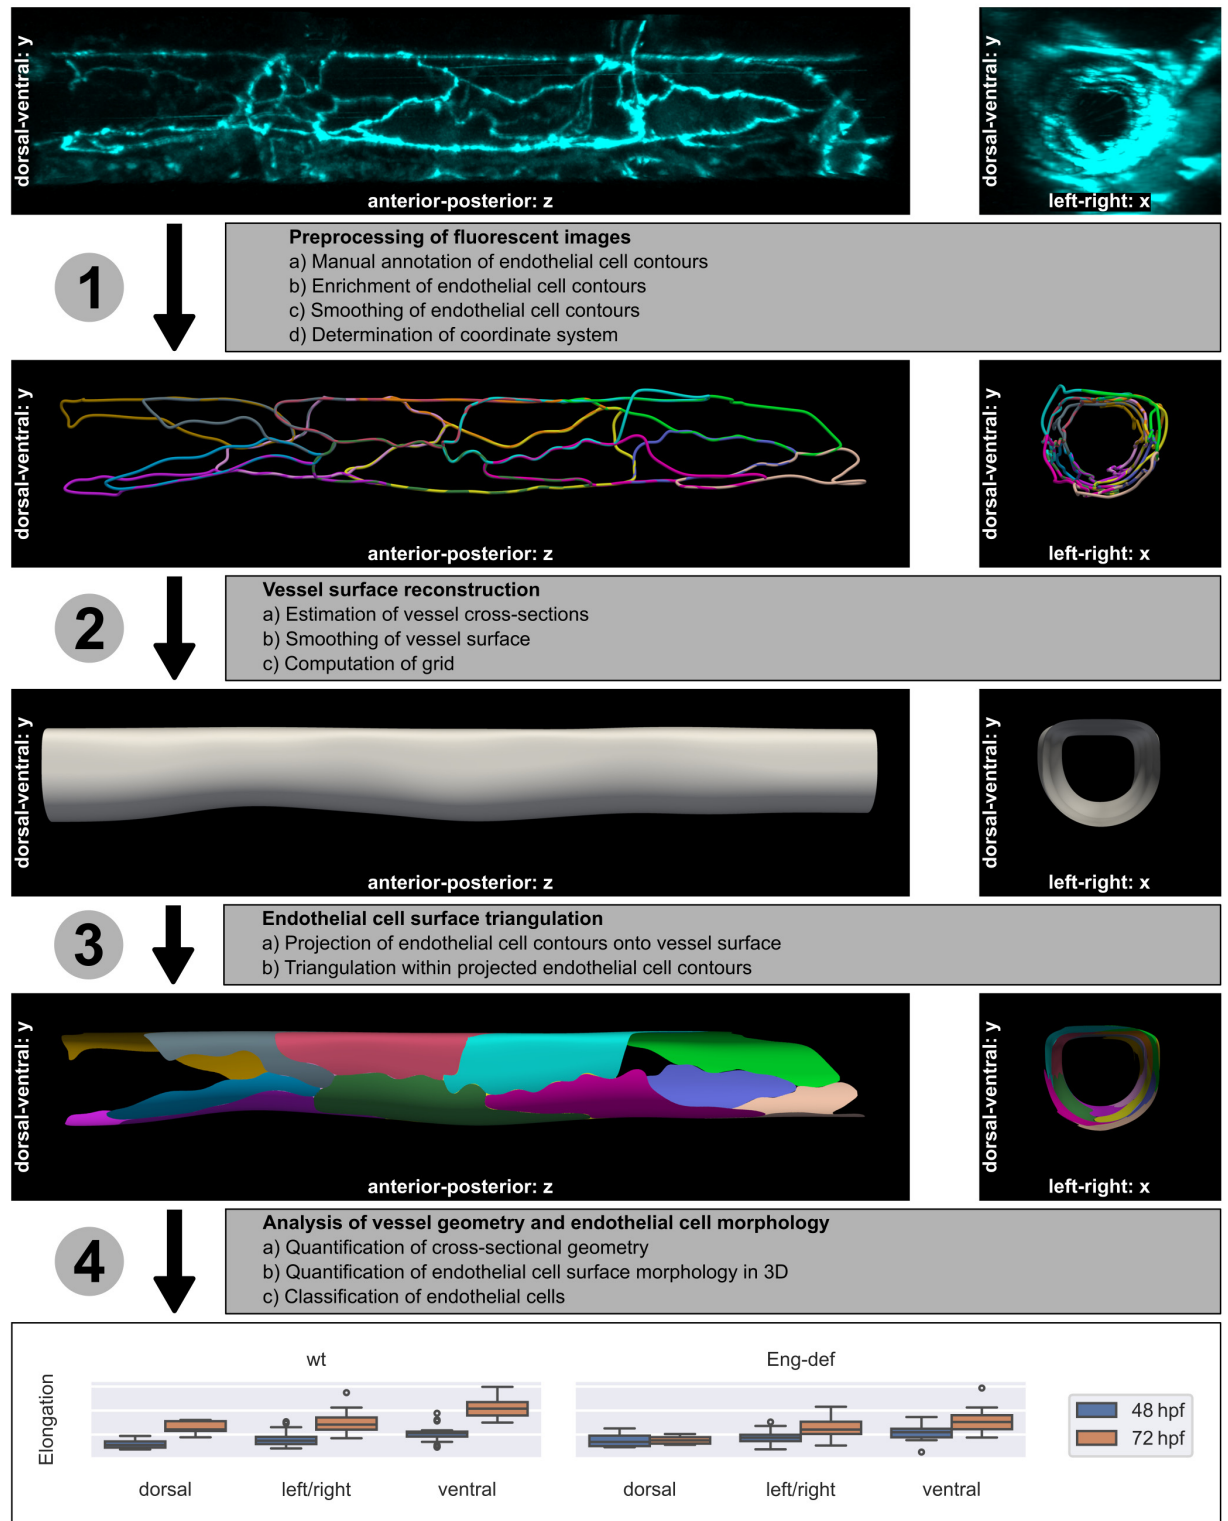 dorsal-ventral: y
anterior-posterior: z
dorsal-ventral: y
left-right: x
1
Preprocessing of fluorescent images
a) Manual annotation of endothelial cell contours
b) Enrichment of endothelial cell contours
c) Smoothing of endothelial cell contours
d) Determination of coordinate system
dorsal-ventral: y
anterior-posterior: z
dorsal-ventral: y
left-right: x
2
Vessel surface reconstruction
a) Estimation of vessel cross-sections
b) Smoothing of vessel surface
c) Computation of grid
dorsal-ventral: y
anterior-posterior: z
dorsal-ventral: y
left-right: x
3
Endothelial cell surface triangulation
a) Projection of endothelial cell contours onto vessel surface
b) Triangulation within projected endothelial cell contours
dorsal-ventral: y
anterior-posterior: z
dorsal-ventral: y
left-right: x
4
Analysis of vessel geometry and endothelial cell morphology
a) Quantification of cross-sectional geometry
b) Quantification of endothelial cell surface morphology in 3D
c) Classification of endothelial cells
Elongation
wt
dorsal
left/right
ventral
Eng-def
dorsal
left/right
ventral
48 hpf
72 hpf